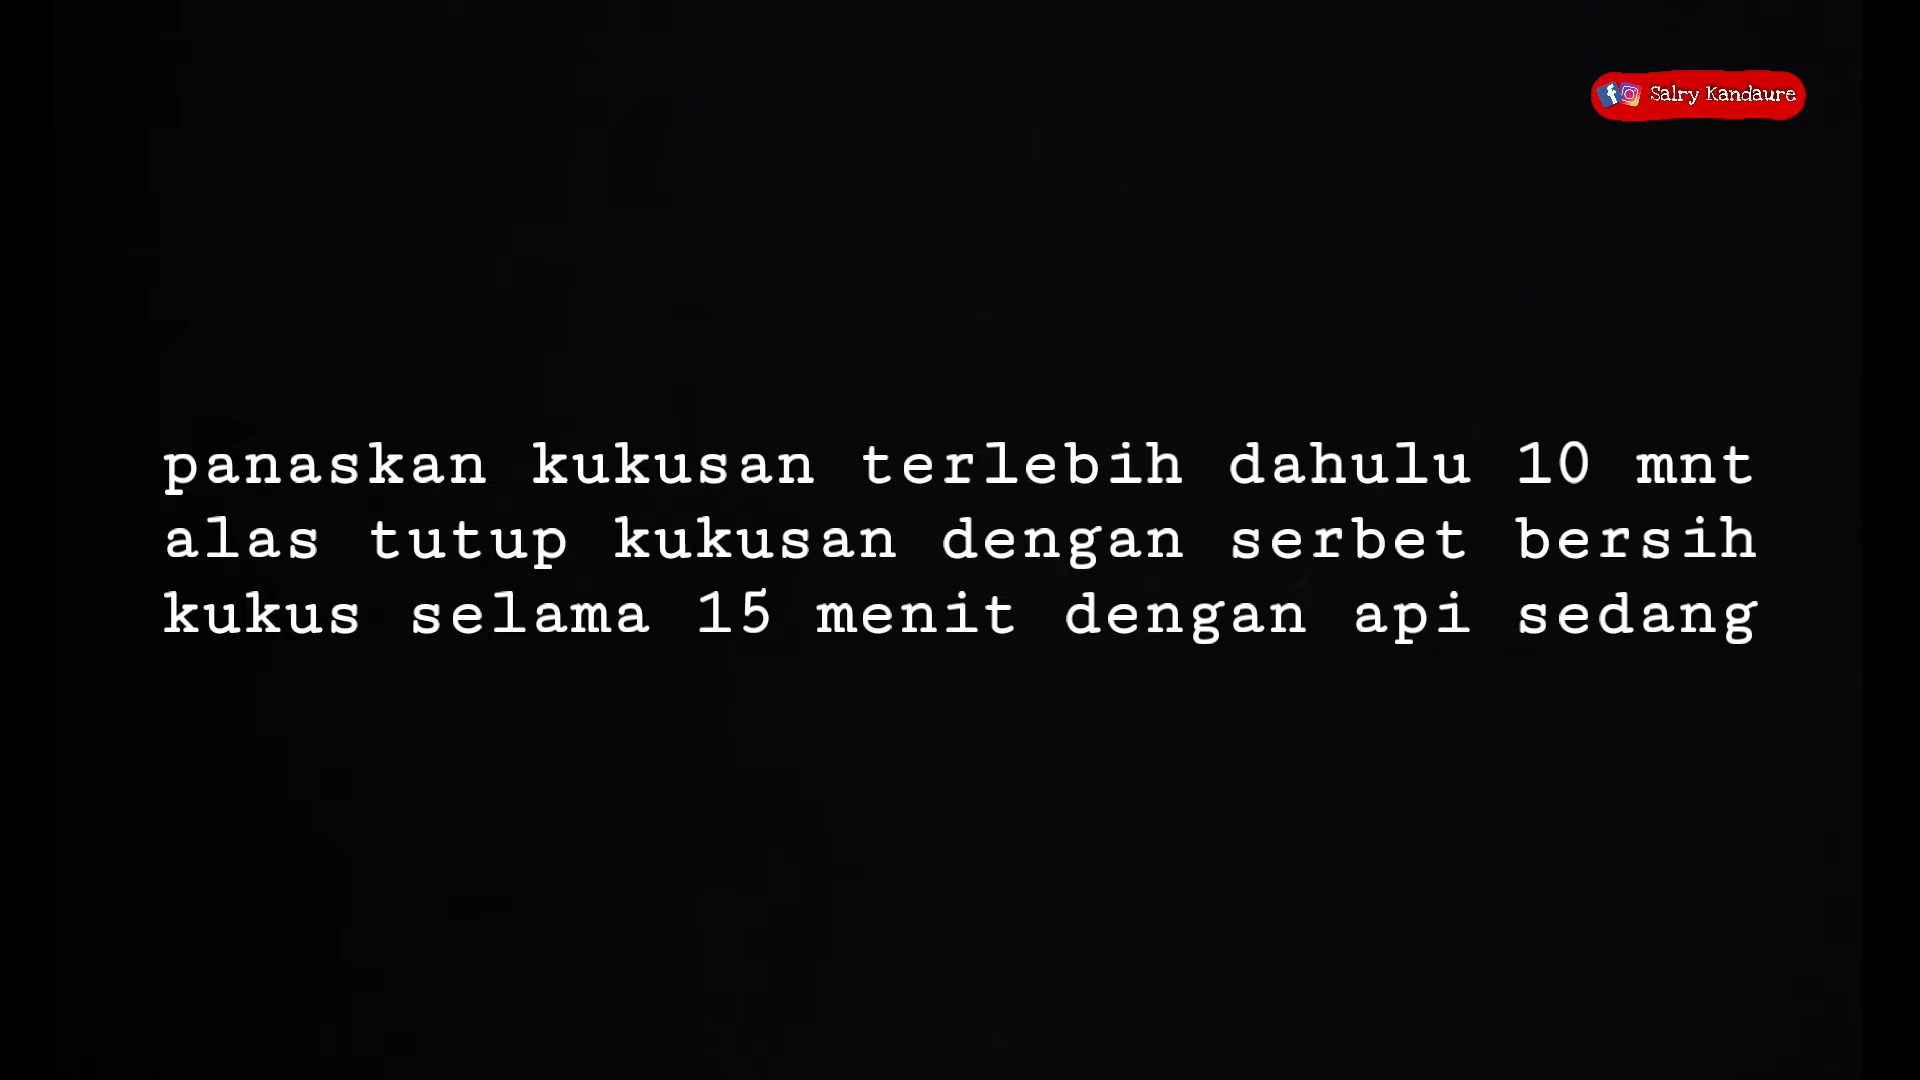 Salry Kandaure
panaskan kukusan terlebih dahulu 10 mnt
alas tutup kukusan dengan serbet bersih
kukus selama 15 menit dengan api sedang